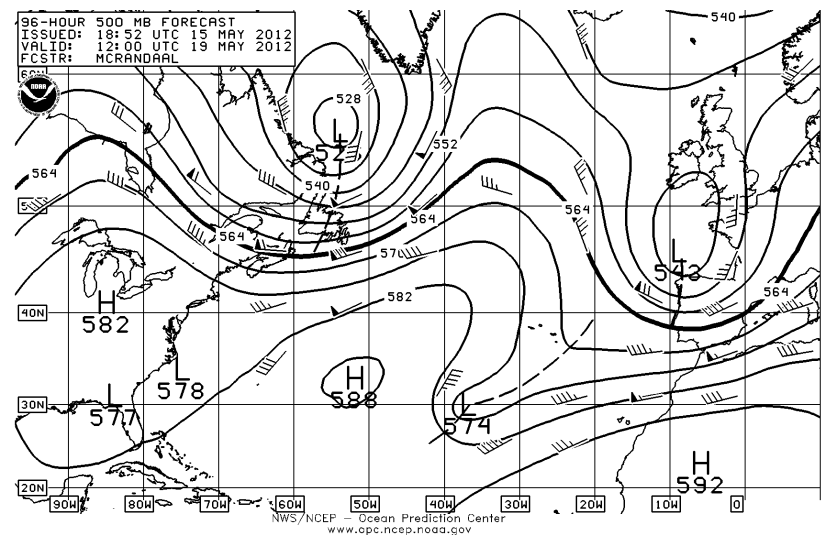 96-HOUR 500 MB FORECAST
ISSUED: 18:52 UTC 15 MAY 2012
VALID: 12:00 UTC 19 MAY 2012
FCSTR: MCRANDAAL
NOAA
540
60N
528
L
552
564
540
564
564
564
L
543
576
582
564
40N
H
582
H
588
L
578
L
577
30N
L
574
H
592
20N
90W 80W 70W 60W 50W 40W 30W 20W 10W 0
NWS/NCEP – Ocean Prediction Center
www.opc.ncep.noaa.gov